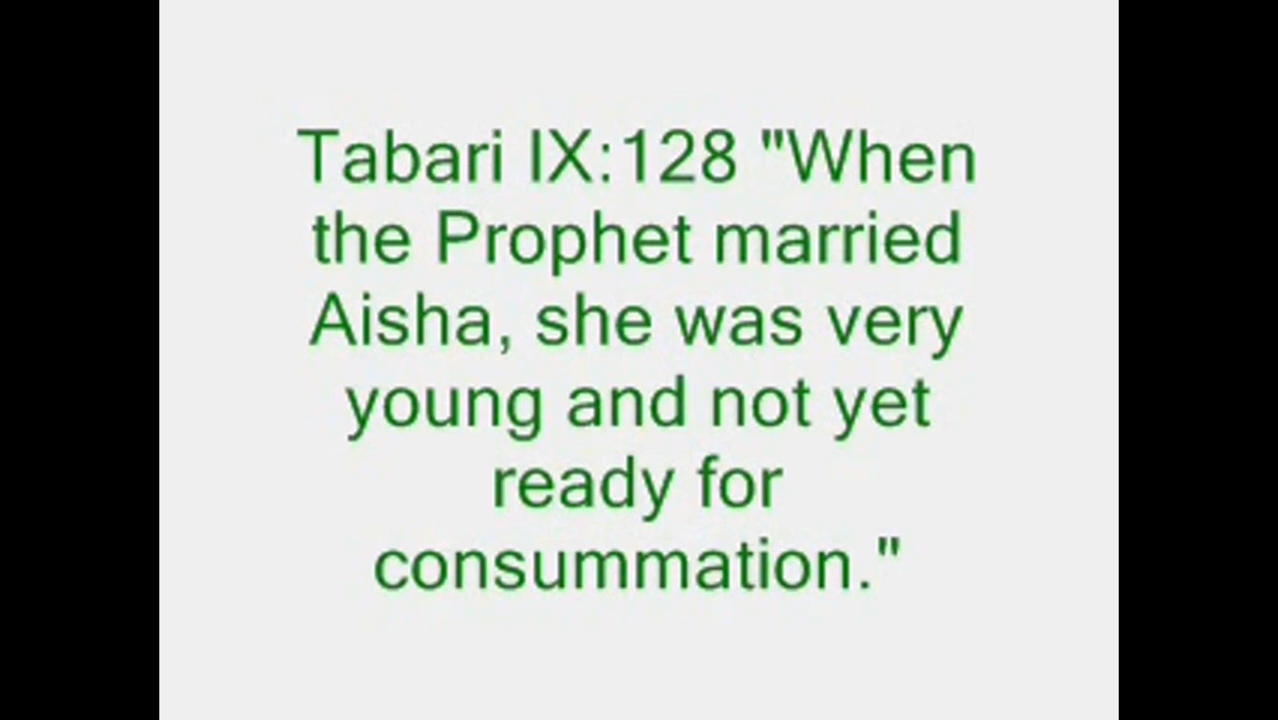 Tabari IX:128 "When
the Prophet married
Aisha, she was very
young and not yet
ready for
consummation."